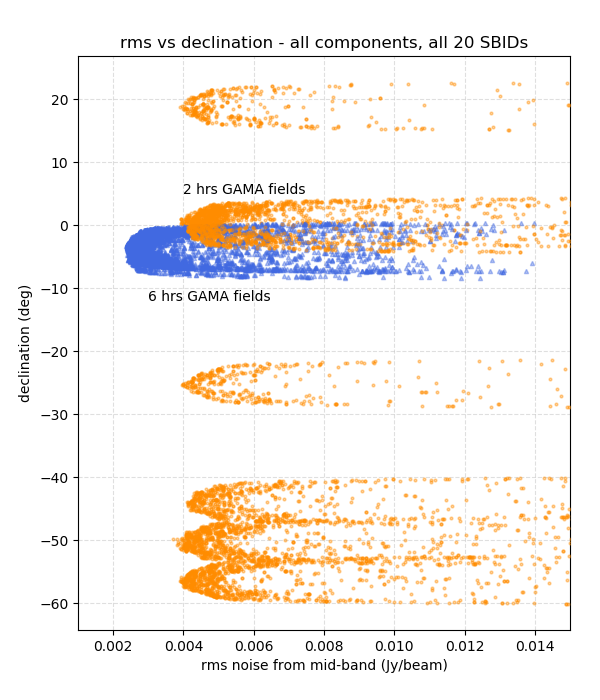 rms vs declination - all components, all 20 SBIDs
declination (deg)
20
10
0
−10
−20
−30
−40
−50
−60
2 hrs GAMA fields
6 hrs GAMA fields
0.002 0.004 0.006 0.008 0.010 0.012 0.014
rms noise from mid-band (Jy/beam)